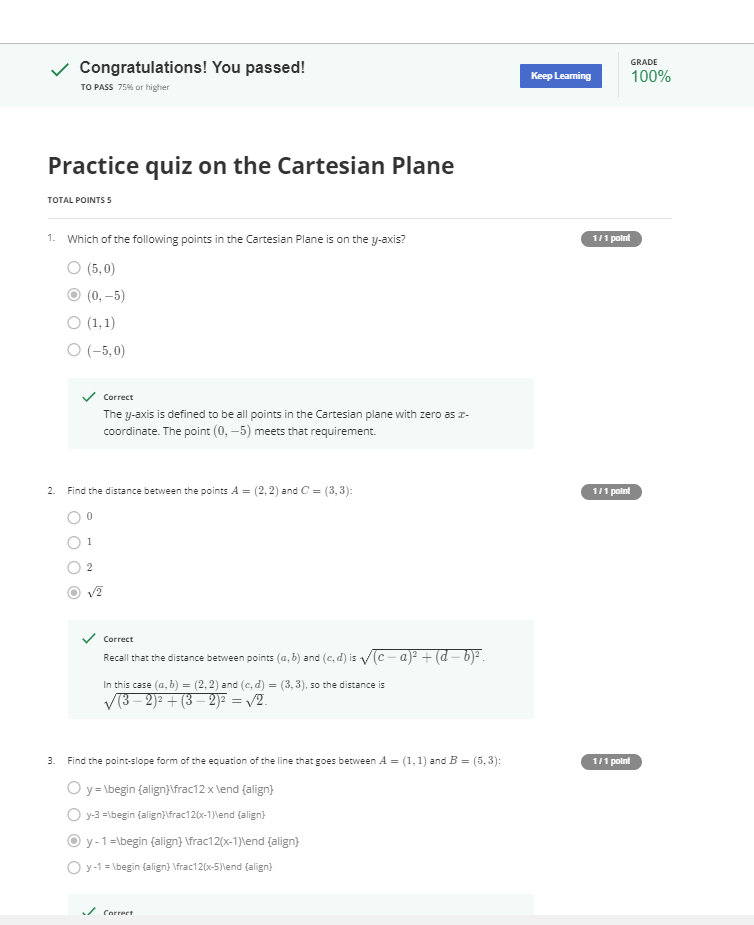 Congratulations! You passed!
TO PASS 75% or higher
Keep Learning
GRADE
100%
Practice quiz on the Cartesian Plane
TOTAL POINTS 5
1. Which of the following points in the Cartesian Plane is on the y-axis?
1 / 1 point
(5, 0)
(0, −5)
(1, 1)
(−5, 0)
Correct
The y-axis is defined to be all points in the Cartesian plane with zero as x-
coordinate. The point (0, −5) meets that requirement.
2. Find the distance between the points A = (2, 2) and C = (3, 3):
1 / 1 point
0
1
2
√2
Correct
Recall that the distance between points (a, b) and (c, d) is √(c − a)² + (d − b)².
In this case (a, b) = (2, 2) and (c, d) = (3, 3), so the distance is
√(3 − 2)² + (3 − 2)² = √2.
3. Find the point-slope form of the equation of the line that goes between A = (1, 1) and B = (5, 3):
1 / 1 point
y = \begin {align}\frac12 x \end {align}
y-3 =\begin {align}\frac12(x-1)\end {align}
y - 1 =\begin {align} \frac12(x-1)\end {align}
y -1 = \begin {align} \frac12(x-5)\end {align}
Correct